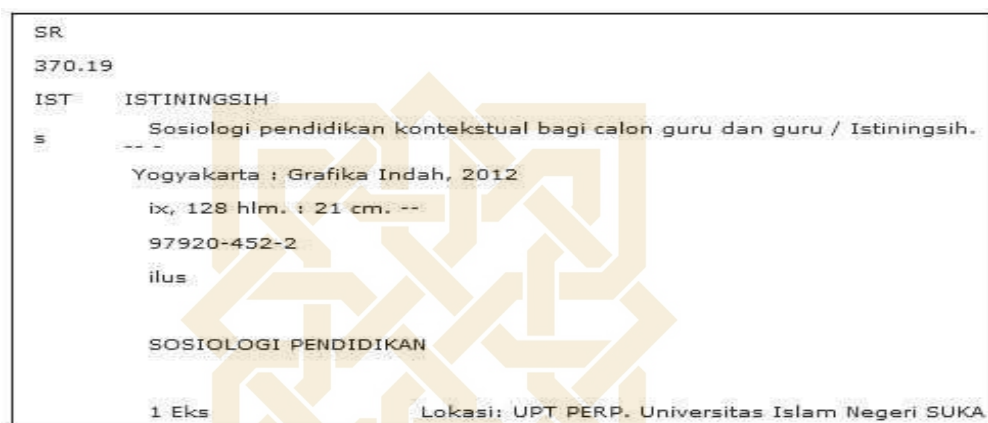 SR
370.19
IST ISTININGSIH
s Sosiologi pendidikan kontekstual bagi calon guru dan guru / Istiningsih.
-- -
Yogyakarta : Grafika Indah, 2012
ix, 128 hlm. : 21 cm. --
97920-452-2
ilus
SOSIOLOGI PENDIDIKAN
1 Eks Lokasi: UPT PERP. Universitas Islam Negeri SUKA